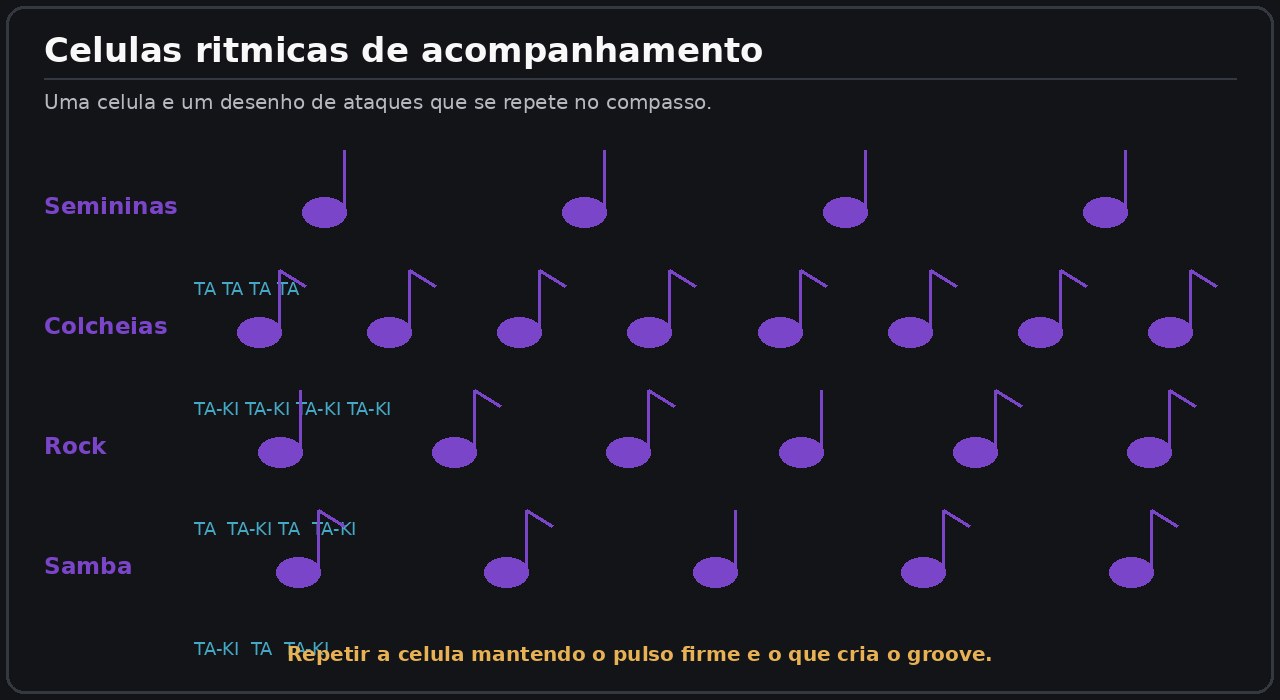 Celulas ritmicas de acompanhamento
Uma celula e um desenho de ataques que se repete no compasso.
Semininas
TA TA TA TA
Colcheias
TA-KI TA-KI TA-KI TA-KI
Rock
TA  TA-KI TA  TA-KI
Samba
TA-KI  TA  TA-KI
Repetir a celula mantendo o pulso firme e o que cria o groove.